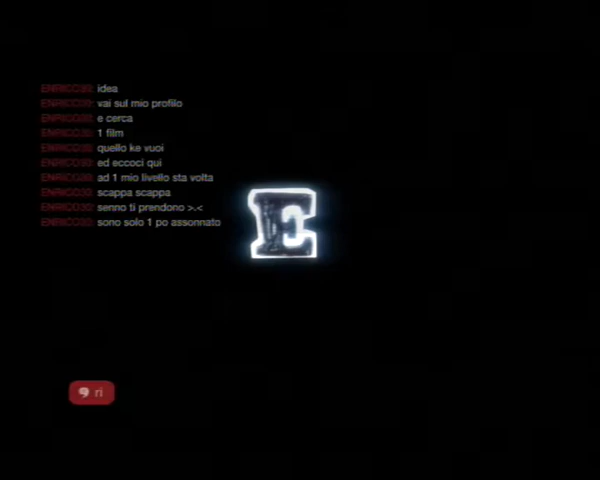 ENRICO30: idea
ENRICO30: vai sul mio profilo
ENRICO30: e cerca
ENRICO30: 1 film
ENRICO30: quello ke vuoi
ENRICO30: ed eccoci qui
ENRICO30: ad 1 mio livello sta volta
ENRICO30: scappa scappa
ENRICO30: senno ti prendono >.<
ENRICO30: sono solo 1 po assonnato
E
ri